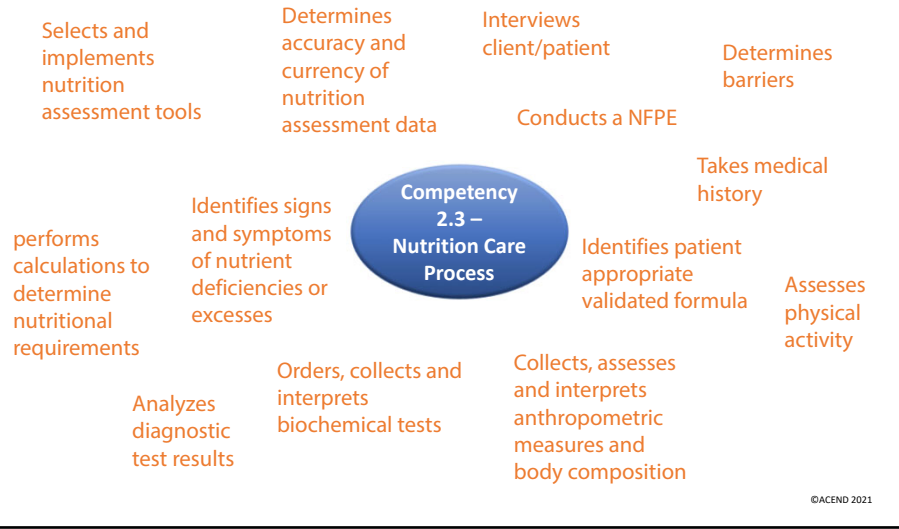 Selects and
implements
nutrition
assessment tools
Determines
accuracy and
currency of
nutrition
assessment data
Interviews
client/patient
Determines
barriers
Conducts a NFPE
Takes medical
history
Competency
2.3 –
Nutrition Care
Process
Identifies signs
and symptoms
of nutrient
deficiencies or
excesses
performs
calculations to
determine
nutritional
requirements
Identifies patient
appropriate
validated formula
Assesses
physical
activity
Orders, collects and
interprets
biochemical tests
Collects, assesses
and interprets
anthropometric
measures and
body composition
Analyzes
diagnostic
test results
©ACEND 2021